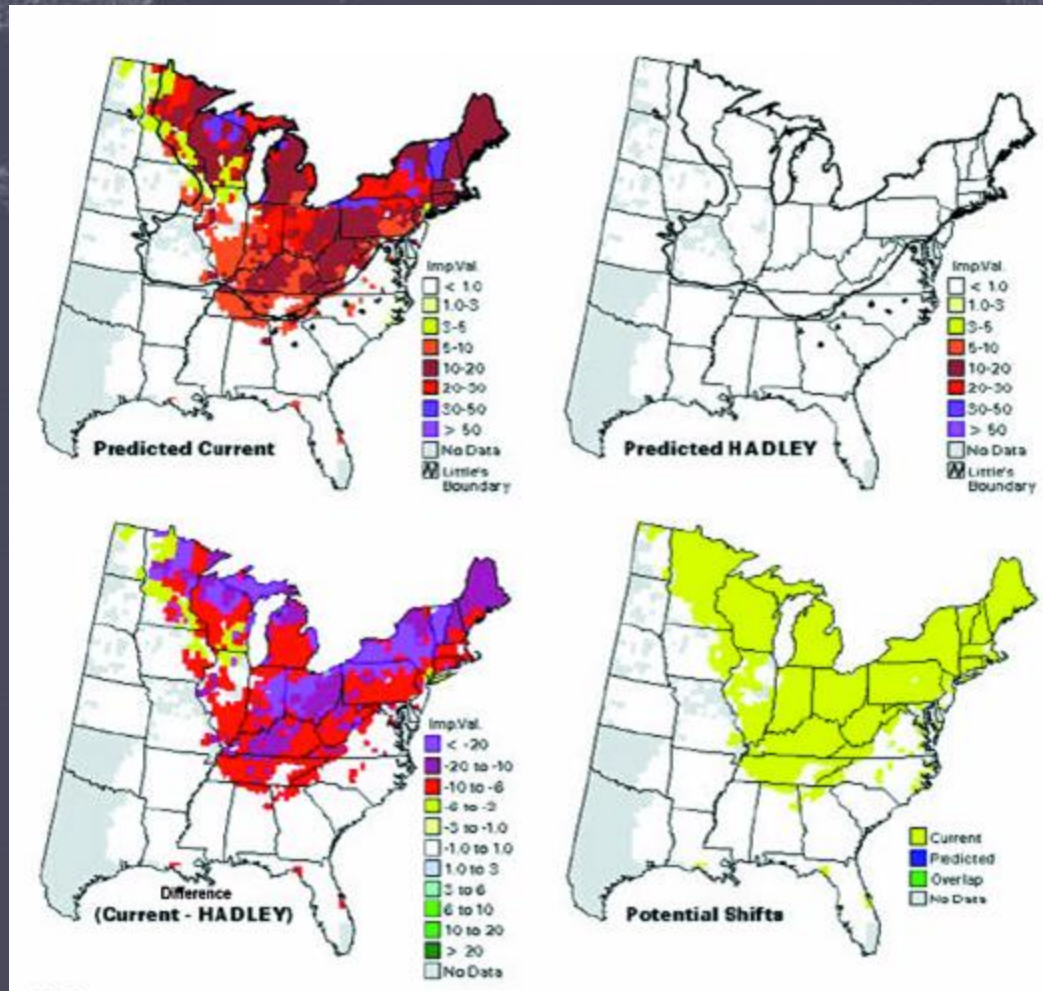 Imp.Val.
< 1.0
1.0-3
3-5
5-10
10-20
20-30
30-50
> 50
No Data
Little's
Boundary
Predicted Current
Imp.Val.
< 1.0
1.0-3
3-5
5-10
10-20
20-30
30-50
> 50
No Data
Little's
Boundary
Predicted HADLEY
Imp.Val.
< -20
-20 to -10
-10 to -6
-6 to -3
-3 to -1.0
-1.0 to 1.0
1.0 to 3
3 to 6
6 to 10
10 to 20
> 20
No Data
Difference
(Current - HADLEY)
Current
Predicted
Overlap
No Data
Potential Shifts